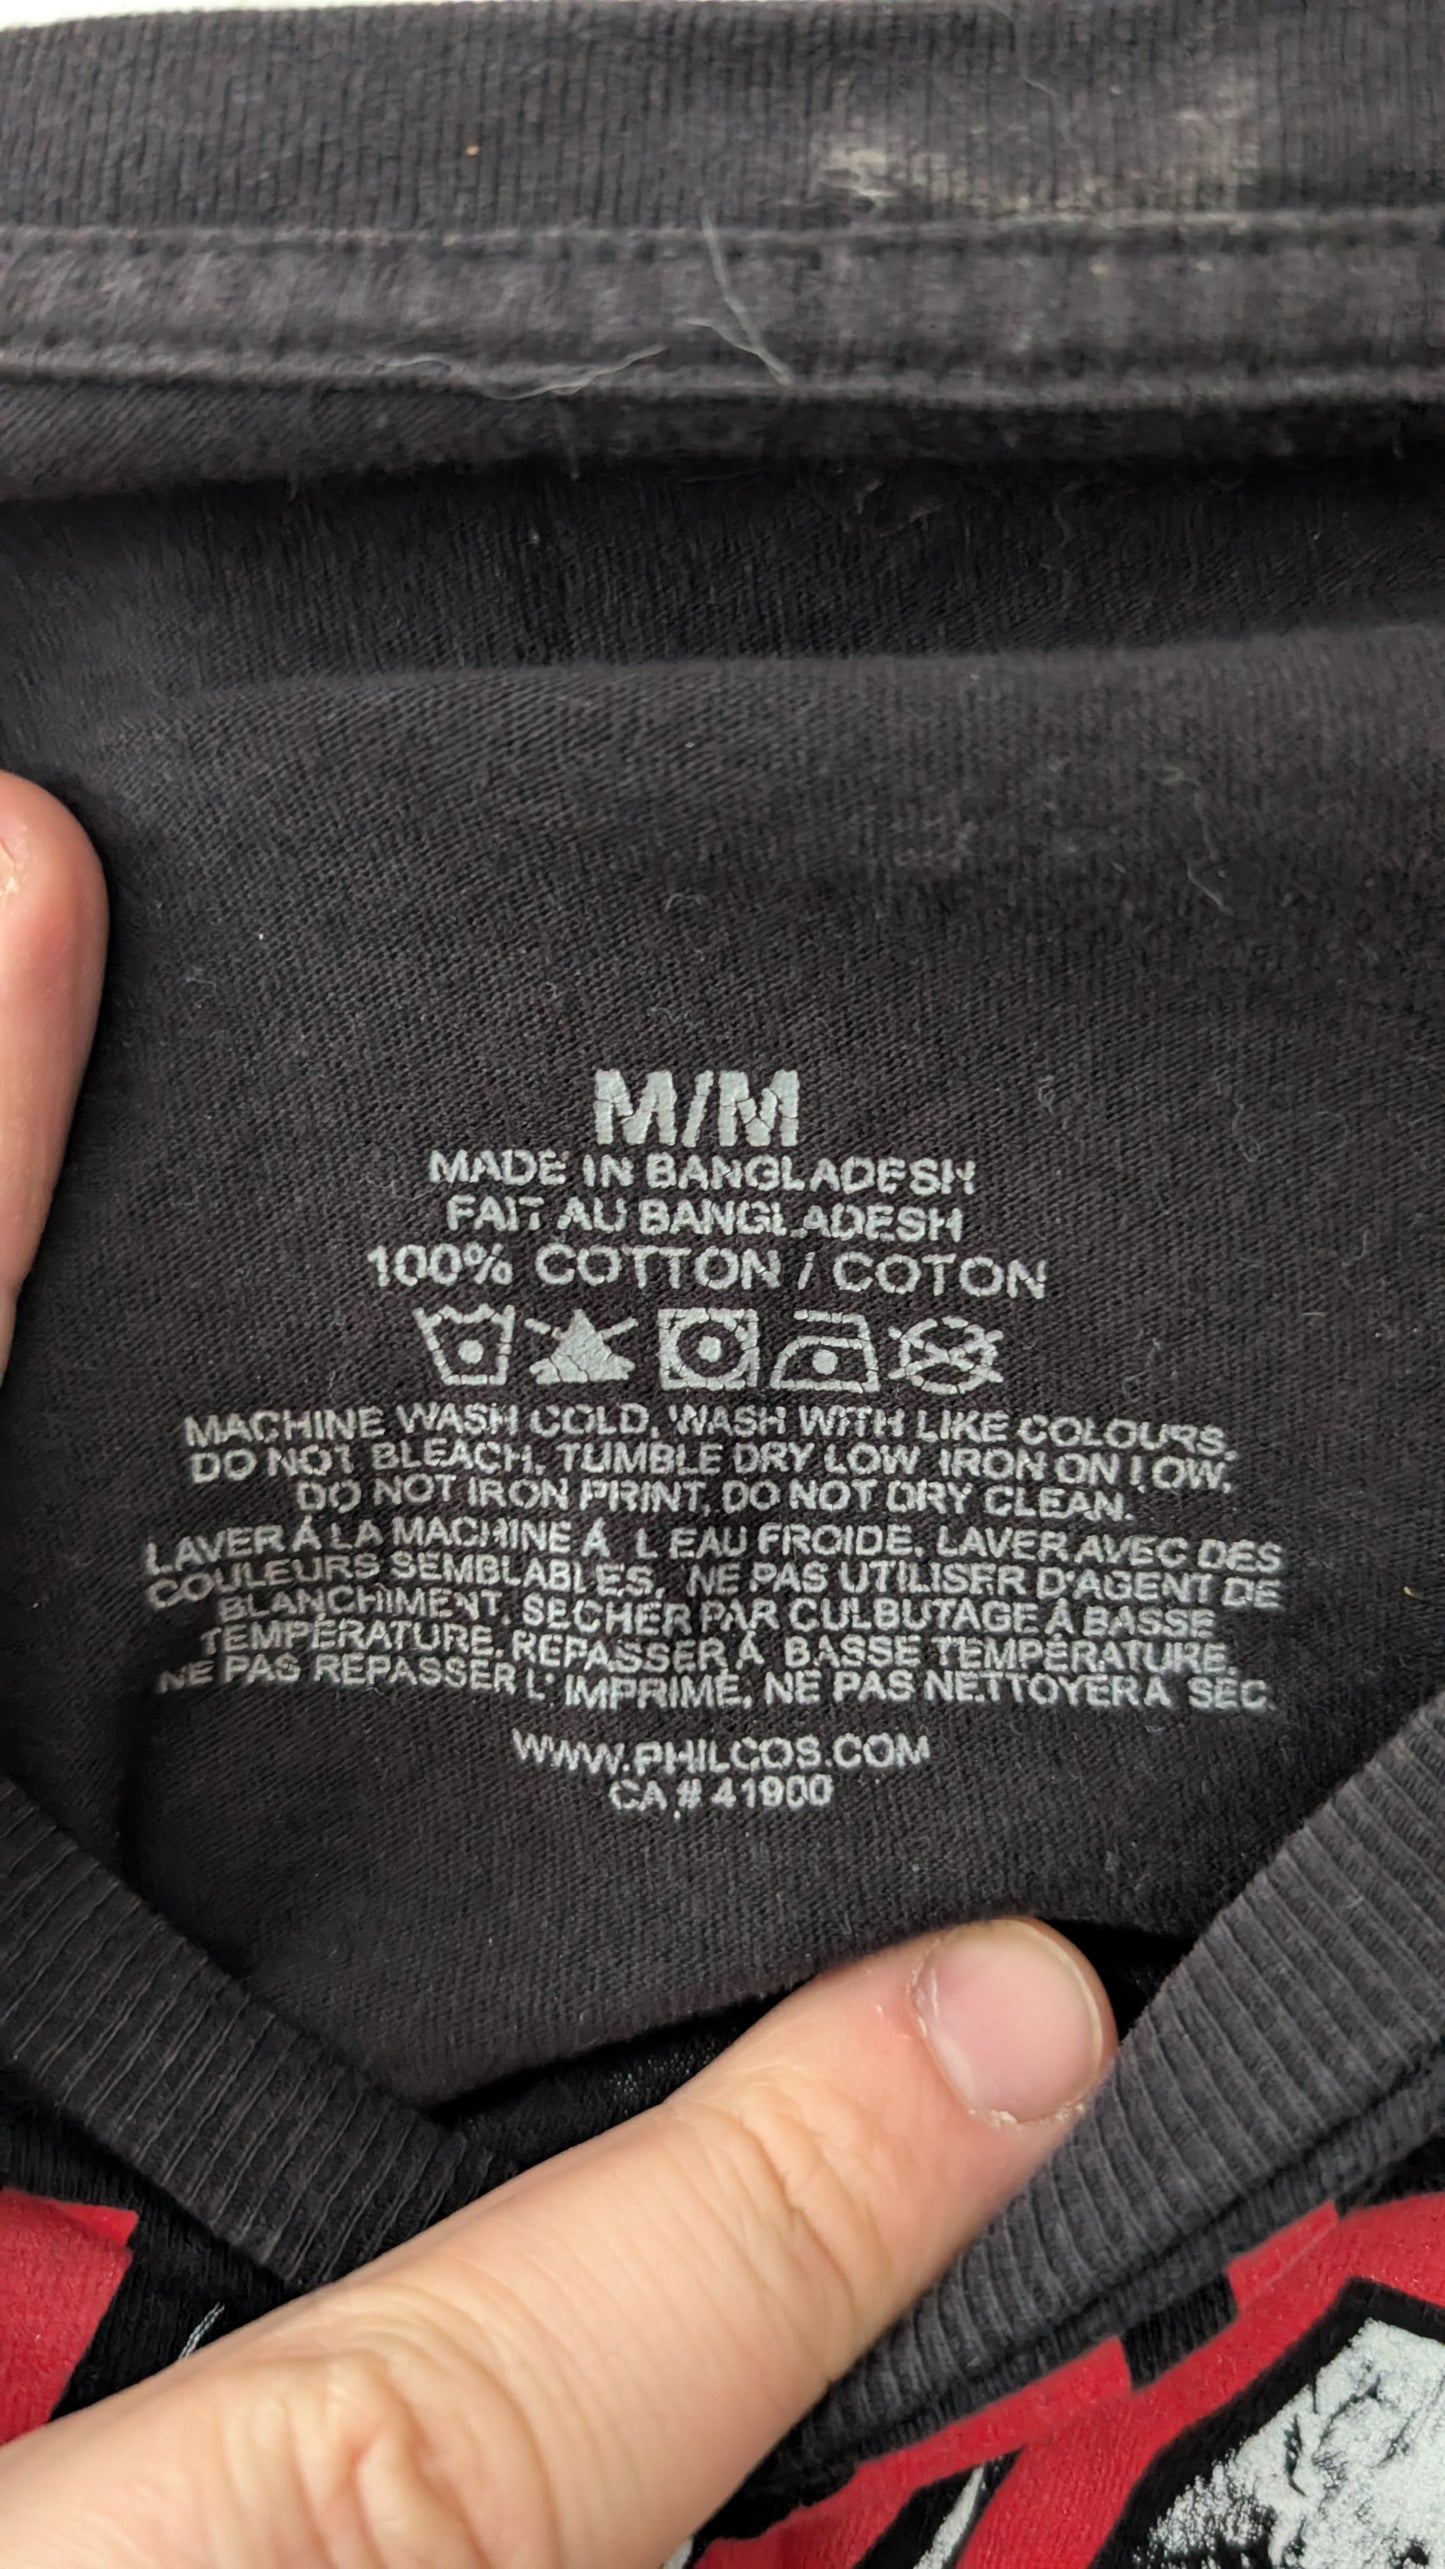 M/M
MADE IN BANGLADESH
FAIT AU BANGLADESH
100% COTTON / COTON
MACHINE WASH COLD, WASH WITH LIKE COLOURS,
DO NOT BLEACH, TUMBLE DRY LOW IRON ON LOW,
DO NOT IRON PRINT, DO NOT DRY CLEAN.
LAVER À LA MACHINE À L EAU FROIDE, LAVER AVEC DES
COULEURS SEMBLABLES, NE PAS UTILISER D'AGENT DE
BLANCHIMENT, SECHER PAR CULBUTAGE À BASSE
TEMPÉRATURE, REPASSER À BASSE TEMPÉRATURE,
NE PAS REPASSER L' IMPRIMÉ, NE PAS NETTOYER A SEC.
WWW.PHILCOS.COM
CA # 41900